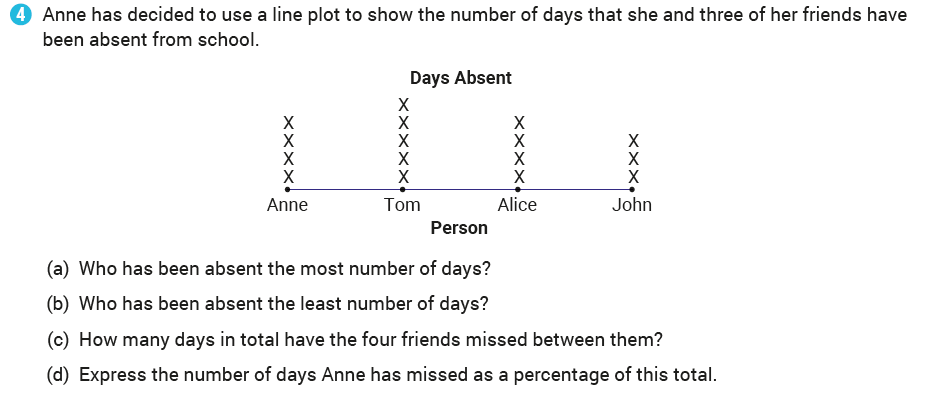 4 Anne has decided to use a line plot to show the number of days that she and three of her friends have
been absent from school.
Days Absent
X
X X X
X X X X
X X X X
X X X X
Anne Tom Alice John
Person
(a) Who has been absent the most number of days?
(b) Who has been absent the least number of days?
(c) How many days in total have the four friends missed between them?
(d) Express the number of days Anne has missed as a percentage of this total.